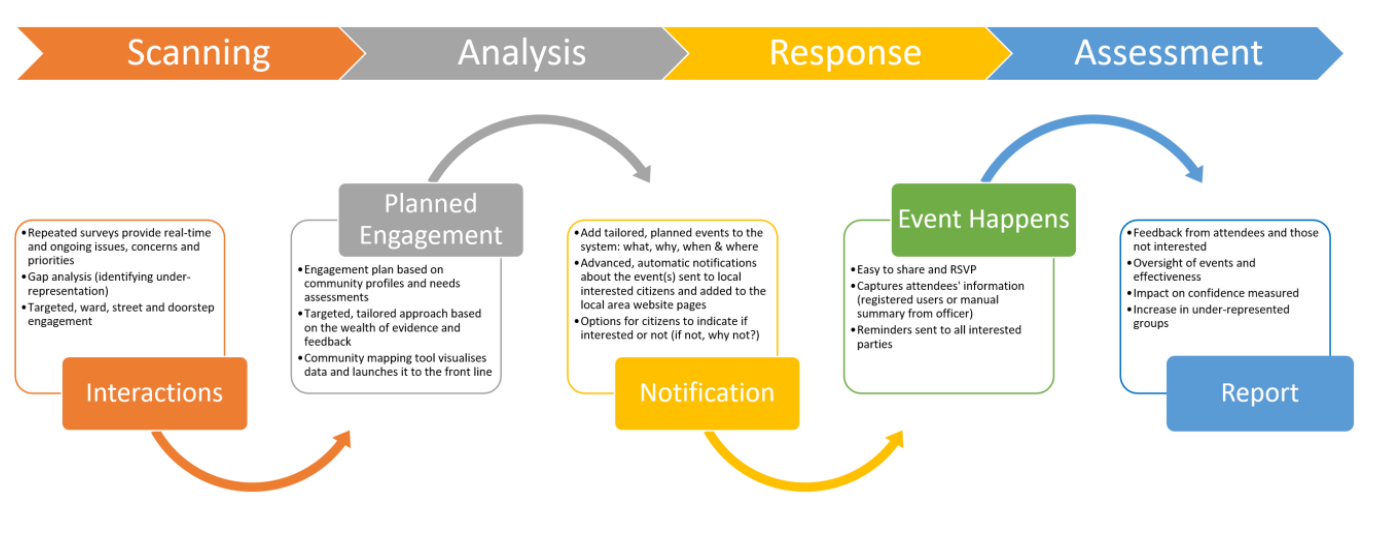 Scanning
Analysis
Response
Assessment
•Repeated surveys provide real-time
and ongoing issues, concerns and
priorities
•Gap analysis (identifying under-
representation)
•Targeted, ward, street and doorstep
engagement
Interactions
Planned
Engagement
•Engagement plan based on
community profiles and needs
assessments
•Targeted, tailored approach based
on the wealth of evidence and
feedback
•Community mapping tool visualises
data and launches it to the front line
•Add tailored, planned events to the
system: what, why, when & where
•Advanced, automatic notifications
about the event(s) sent to local
interested citizens and added to the
local area website pages
•Options for citizens to indicate if
interested or not (if not, why not?)
Notification
Event Happens
•Easy to share and RSVP
•Captures attendees' information
(registered users or manual
summary from officer)
•Reminders sent to all interested
parties
•Feedback from attendees and those
not interested
•Oversight of events and
effectiveness
•Impact on confidence measured
•Increase in under-represented
groups
Report